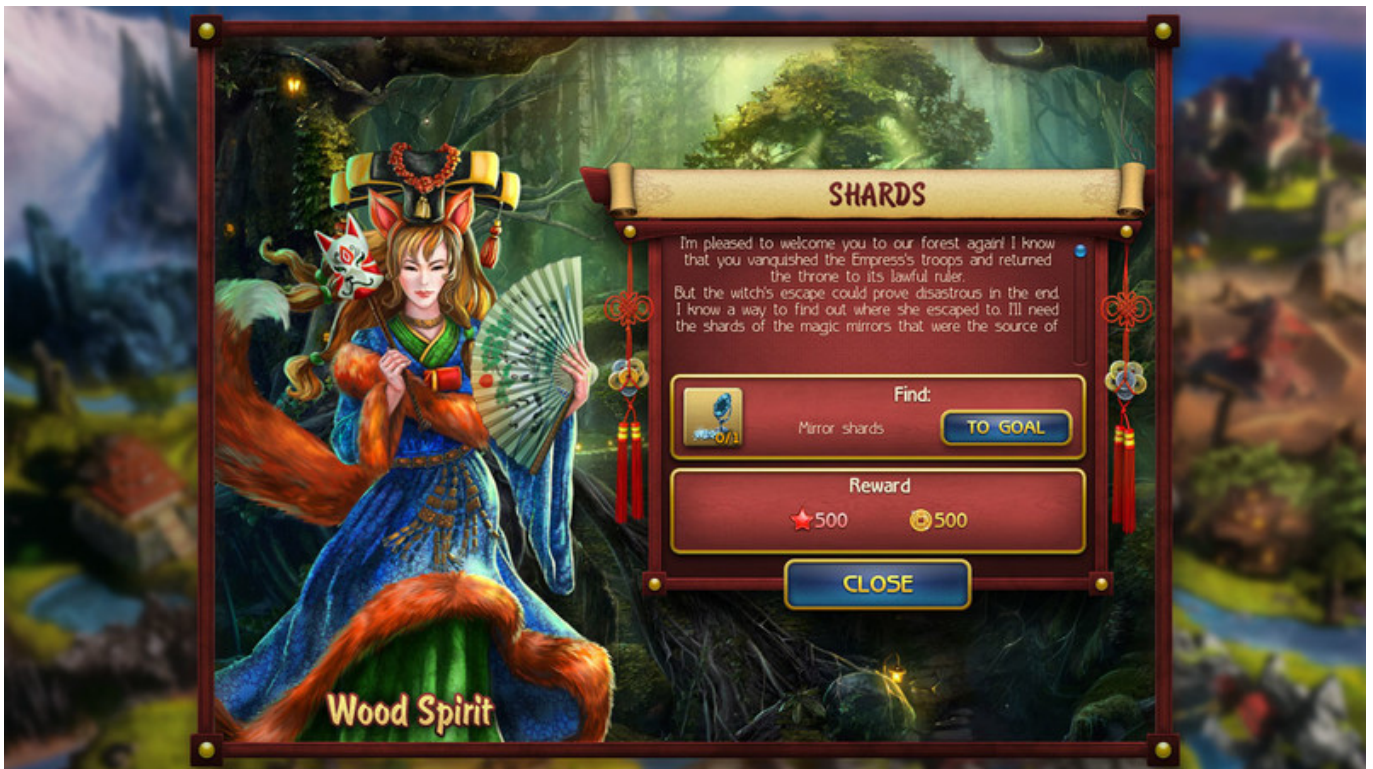 SHARDS
I'm pleased to welcome you to our forest again! I know
that you vanquished the Empress's troops and returned
the throne to its lawful ruler.
But the witch's escape could prove disastrous in the end.
I know a way to find out where she escaped to. I'll need
the shards of the magic mirrors that were the source of
Find:
0/1
Mirror shards
TO GOAL
Reward
500
500
CLOSE
Wood Spirit